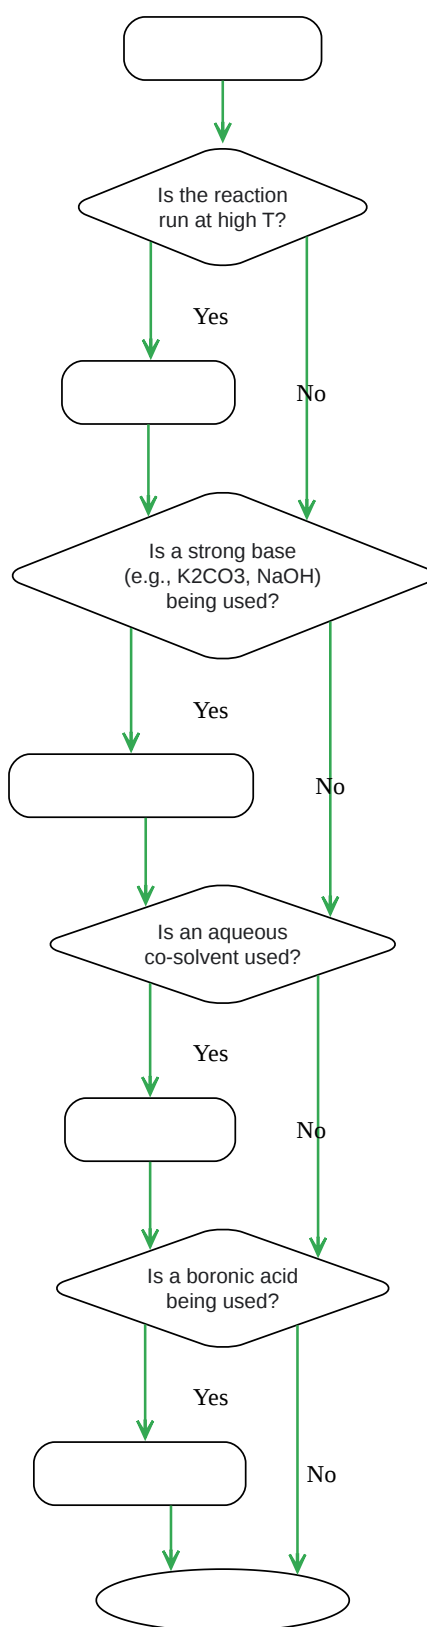 Is the reaction
run at high T?
Yes
No
Is a strong base
(e.g., K2CO3, NaOH)
being used?
Yes
No
Is an aqueous
co-solvent used?
Yes
No
Is a boronic acid
being used?
Yes
No